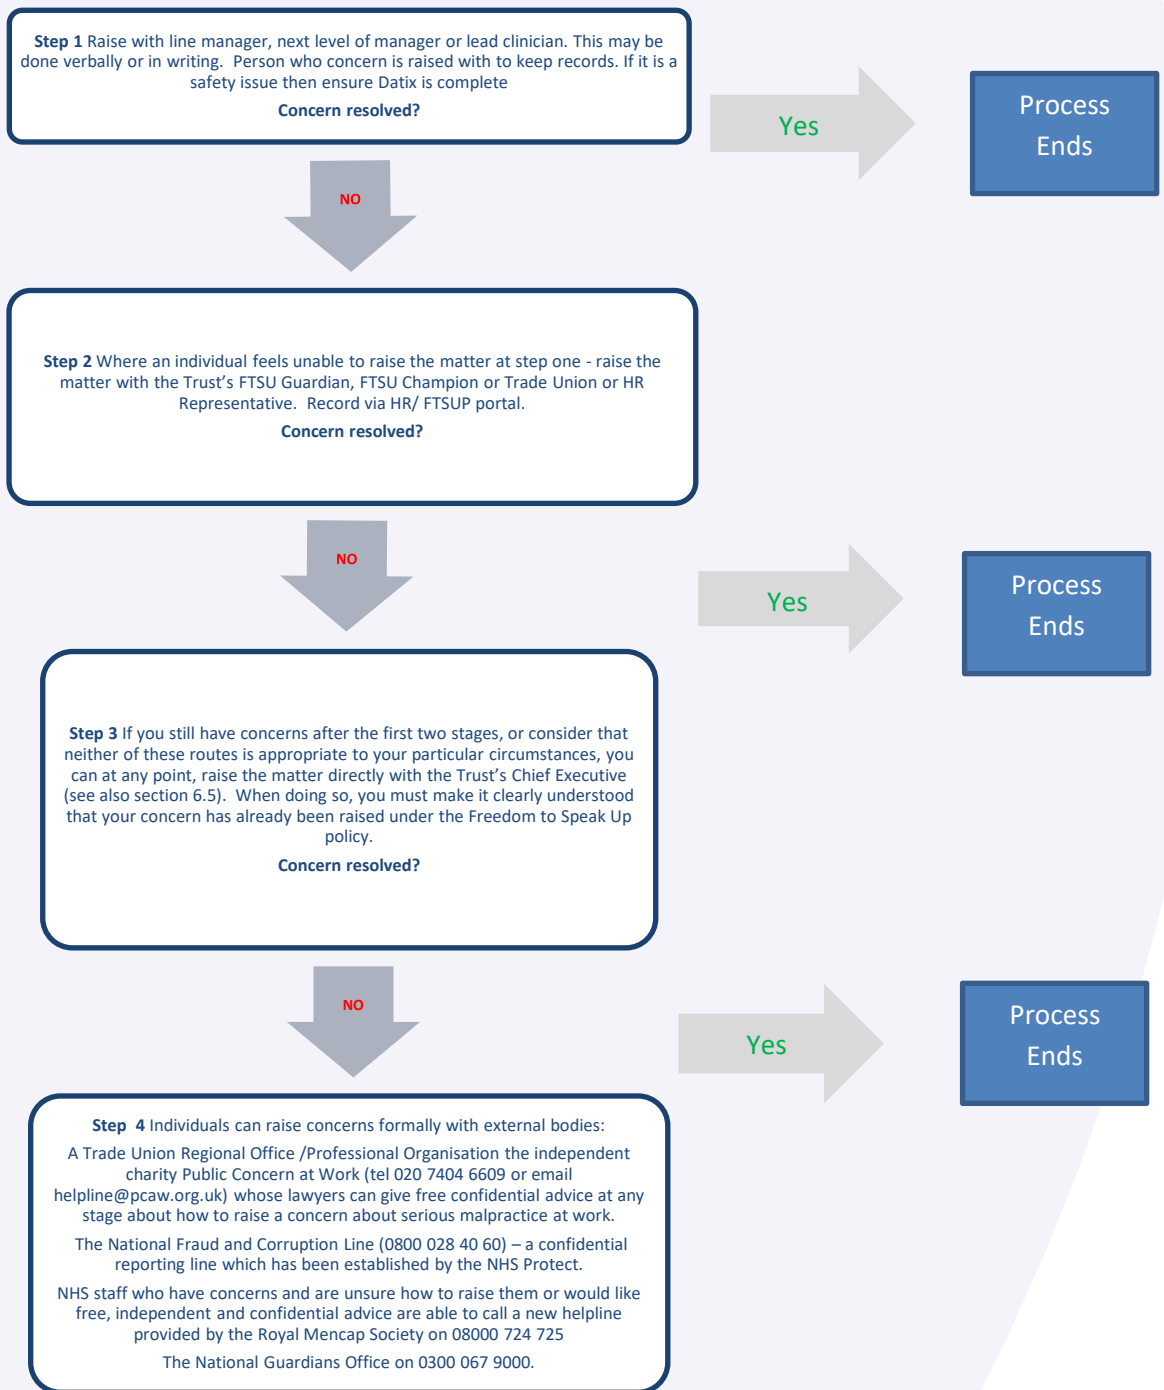 Step 1 Raise with line manager, next level of manager or lead clinician. This may be
done verbally or in writing.  Person who concern is raised with to keep records. If it is a
safety issue then ensure Datix is complete
Concern resolved?
Yes
Process
Ends
NO
Step 2 Where an individual feels unable to raise the matter at step one - raise the
matter with the Trust’s FTSU Guardian, FTSU Champion or Trade Union or HR
Representative.  Record via HR/ FTSUP portal.
Concern resolved?
NO
Yes
Process
Ends
Step 3 If you still have concerns after the first two stages, or consider that
neither of these routes is appropriate to your particular circumstances, you
can at any point, raise the matter directly with the Trust’s Chief Executive
(see also section 6.5).  When doing so, you must make it clearly understood
that your concern has already been raised under the Freedom to Speak Up
policy.
Concern resolved?
NO
Yes
Process
Ends
Step  4 Individuals can raise concerns formally with external bodies:
A Trade Union Regional Office /Professional Organisation the independent
charity Public Concern at Work (tel 020 7404 6609 or email
helpline@pcaw.org.uk) whose lawyers can give free confidential advice at any
stage about how to raise a concern about serious malpractice at work.
The National Fraud and Corruption Line (0800 028 40 60) – a confidential
reporting line which has been established by the NHS Protect.
NHS staff who have concerns and are unsure how to raise them or would like
free, independent and confidential advice are able to call a new helpline
provided by the Royal Mencap Society on 08000 724 725
The National Guardians Office on 0300 067 9000.